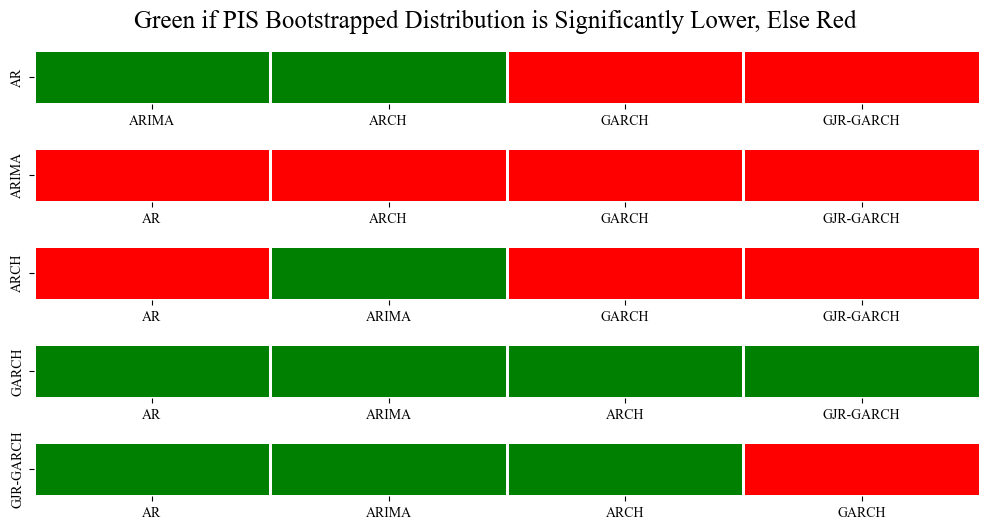 Green if PIS Bootstrapped Distribution is Significantly Lower, Else Red
AR
ARIMA ARCH GARCH GJR-GARCH
ARIMA
AR ARCH GARCH GJR-GARCH
ARCH
AR ARIMA GARCH GJR-GARCH
GARCH
AR ARIMA ARCH GJR-GARCH
GJR-GARCH
AR ARIMA ARCH GARCH